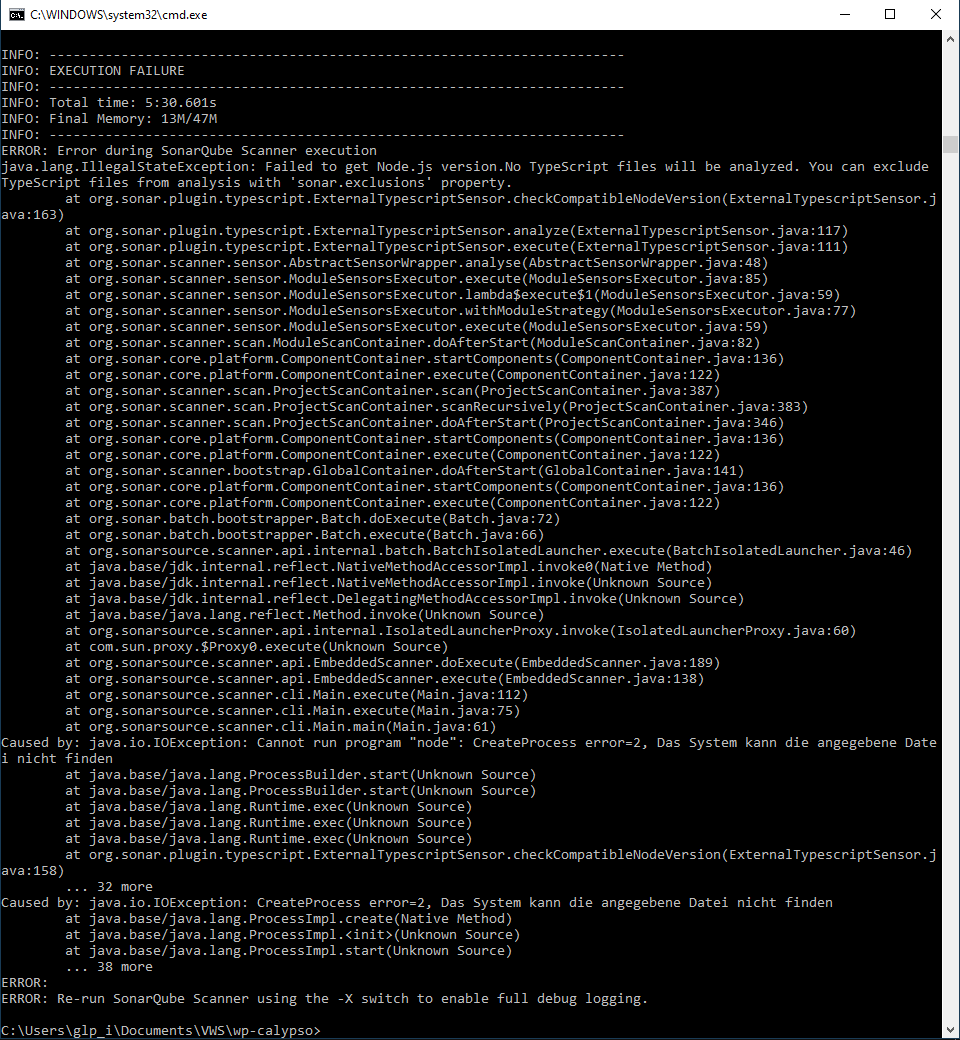 C:\WINDOWS\system32\cmd.exe
INFO: ------------------------------------------------------------------------
INFO: EXECUTION FAILURE
INFO: ------------------------------------------------------------------------
INFO: Total time: 5:30.601s
INFO: Final Memory: 13M/47M
INFO: ------------------------------------------------------------------------
ERROR: Error during SonarQube Scanner execution
java.lang.IllegalStateException: Failed to get Node.js version.No TypeScript files will be analyzed. You can exclude
TypeScript files from analysis with 'sonar.exclusions' property.
        at org.sonar.plugin.typescript.ExternalTypescriptSensor.checkCompatibleNodeVersion(ExternalTypescriptSensor.j
ava:163)
        at org.sonar.plugin.typescript.ExternalTypescriptSensor.analyze(ExternalTypescriptSensor.java:117)
        at org.sonar.plugin.typescript.ExternalTypescriptSensor.execute(ExternalTypescriptSensor.java:111)
        at org.sonar.scanner.sensor.AbstractSensorWrapper.analyse(AbstractSensorWrapper.java:48)
        at org.sonar.scanner.sensor.ModuleSensorsExecutor.execute(ModuleSensorsExecutor.java:85)
        at org.sonar.scanner.sensor.ModuleSensorsExecutor.lambda$execute$1(ModuleSensorsExecutor.java:59)
        at org.sonar.scanner.sensor.ModuleSensorsExecutor.withModuleStrategy(ModuleSensorsExecutor.java:77)
        at org.sonar.scanner.sensor.ModuleSensorsExecutor.execute(ModuleSensorsExecutor.java:59)
        at org.sonar.scanner.scan.ModuleScanContainer.doAfterStart(ModuleScanContainer.java:82)
        at org.sonar.core.platform.ComponentContainer.startComponents(ComponentContainer.java:136)
        at org.sonar.core.platform.ComponentContainer.execute(ComponentContainer.java:122)
        at org.sonar.scanner.scan.ProjectScanContainer.scan(ProjectScanContainer.java:387)
        at org.sonar.scanner.scan.ProjectScanContainer.scanRecursively(ProjectScanContainer.java:383)
        at org.sonar.scanner.scan.ProjectScanContainer.doAfterStart(ProjectScanContainer.java:346)
        at org.sonar.core.platform.ComponentContainer.startComponents(ComponentContainer.java:136)
        at org.sonar.core.platform.ComponentContainer.execute(ComponentContainer.java:122)
        at org.sonar.scanner.bootstrap.GlobalContainer.doAfterStart(GlobalContainer.java:141)
        at org.sonar.core.platform.ComponentContainer.startComponents(ComponentContainer.java:136)
        at org.sonar.core.platform.ComponentContainer.execute(ComponentContainer.java:122)
        at org.sonar.batch.bootstrapper.Batch.doExecute(Batch.java:72)
        at org.sonar.batch.bootstrapper.Batch.execute(Batch.java:66)
        at org.sonarsource.scanner.api.internal.batch.BatchIsolatedLauncher.execute(BatchIsolatedLauncher.java:46)
        at java.base/jdk.internal.reflect.NativeMethodAccessorImpl.invoke0(Native Method)
        at java.base/jdk.internal.reflect.NativeMethodAccessorImpl.invoke(Unknown Source)
        at java.base/jdk.internal.reflect.DelegatingMethodAccessorImpl.invoke(Unknown Source)
        at java.base/java.lang.reflect.Method.invoke(Unknown Source)
        at org.sonarsource.scanner.api.internal.IsolatedLauncherProxy.invoke(IsolatedLauncherProxy.java:60)
        at com.sun.proxy.$Proxy0.execute(Unknown Source)
        at org.sonarsource.scanner.api.EmbeddedScanner.doExecute(EmbeddedScanner.java:189)
        at org.sonarsource.scanner.api.EmbeddedScanner.execute(EmbeddedScanner.java:138)
        at org.sonarsource.scanner.cli.Main.execute(Main.java:112)
        at org.sonarsource.scanner.cli.Main.execute(Main.java:75)
        at org.sonarsource.scanner.cli.Main.main(Main.java:61)
Caused by: java.io.IOException: Cannot run program "node": CreateProcess error=2, Das System kann die angegebene Date
i nicht finden
        at java.base/java.lang.ProcessBuilder.start(Unknown Source)
        at java.base/java.lang.ProcessBuilder.start(Unknown Source)
        at java.base/java.lang.Runtime.exec(Unknown Source)
        at java.base/java.lang.Runtime.exec(Unknown Source)
        at java.base/java.lang.Runtime.exec(Unknown Source)
        at org.sonar.plugin.typescript.ExternalTypescriptSensor.checkCompatibleNodeVersion(ExternalTypescriptSensor.j
ava:158)
        ... 32 more
Caused by: java.io.IOException: CreateProcess error=2, Das System kann die angegebene Datei nicht finden
        at java.base/java.lang.ProcessImpl.create(Native Method)
        at java.base/java.lang.ProcessImpl.<init>(Unknown Source)
        at java.base/java.lang.ProcessImpl.start(Unknown Source)
        ... 38 more
ERROR:
ERROR: Re-run SonarQube Scanner using the -X switch to enable full debug logging.
C:\Users\glp_i\Documents\VWS\wp-calypso>